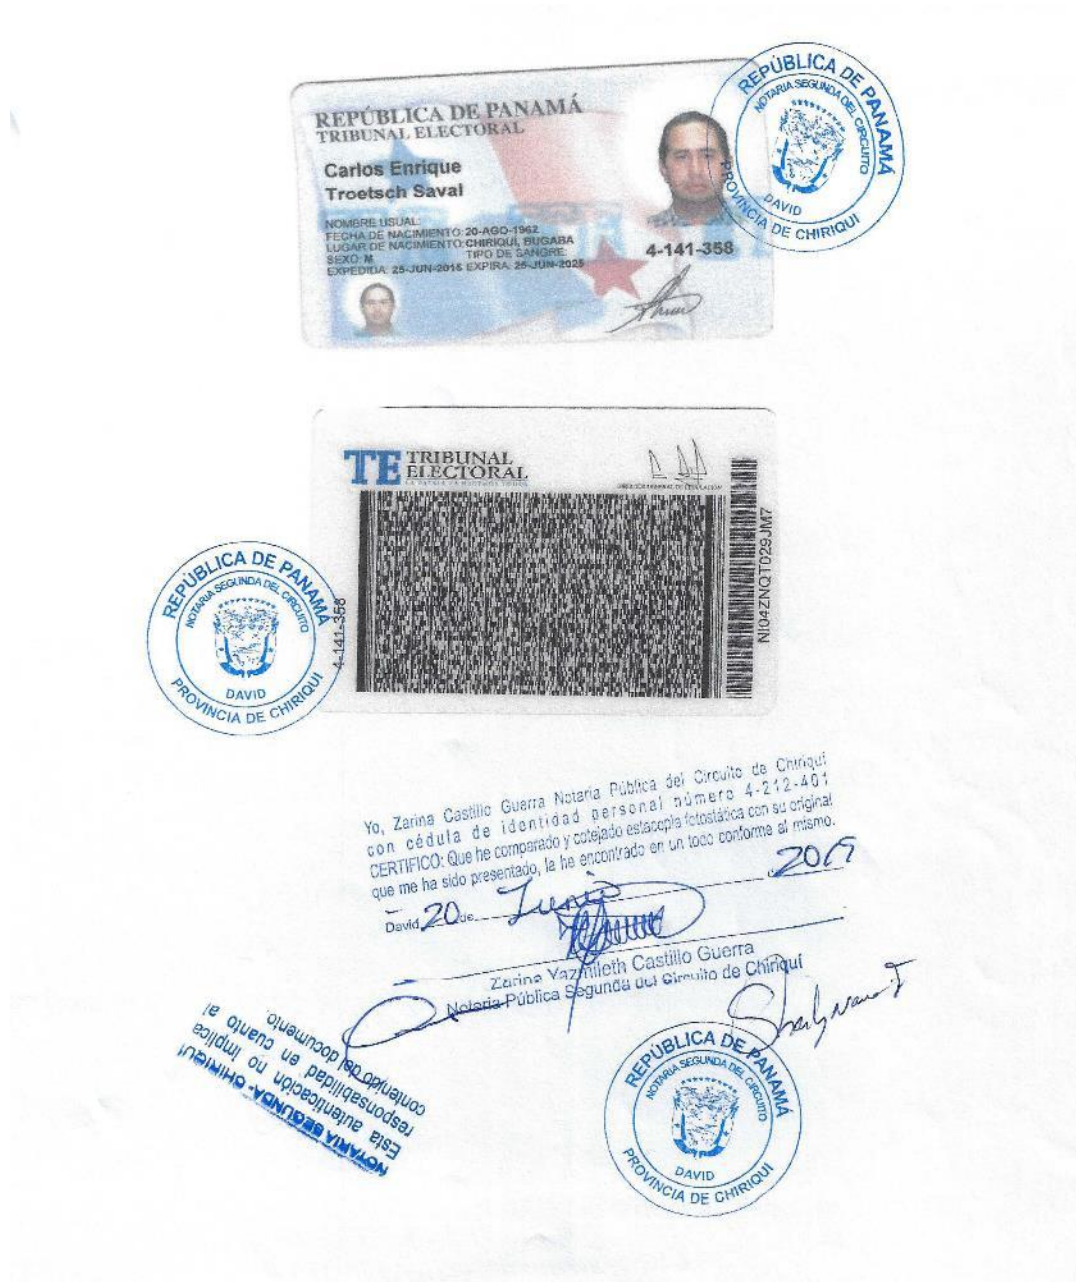 REPÚBLICA DE PANAMÁ
TRIBUNAL ELECTORAL
Carlos Enrique
Troetsch Saval
NOMBRE USUAL:
FECHA DE NACIMIENTO: 20-AGO-1962
LUGAR DE NACIMIENTO: CHIRIQUÍ, BUGABA
SEXO: M TIPO DE SANGRE:
EXPEDIDA: 25-JUN-2015 EXPIRA: 25-JUN-2025
4-141-358
REPÚBLICA DE PANAMÁ
NOTARIA SEGUNDA DEL CIRCUITO
DAVID
PROVINCIA DE CHIRIQUI
TE TRIBUNAL
ELECTORAL
LA PATRIA LA HACEMOS TODOS
NI04ZNQT029JM7
4-141-358
REPÚBLICA DE PANAMÁ
NOTARIA SEGUNDA DEL CIRCUITO
DAVID
PROVINCIA DE CHIRIQUI
Yo, Zarina Castillo Guerra Notaria Pública del Circuito de Chiriquí
con cédula de identidad personal número 4-212-401
CERTIFICO: Que he comparado y cotejado estacopia fotostática con su original
que me ha sido presentado, la he encontrado en un todo conforme al mismo.
David 20 de Junio 2019
Zarina Yazmileth Castillo Guerra
Notaria Pública Segunda del Circuito de Chiriquí
NOTARIA SEGUNDA- CHIRIQUI
Esta autenticación no implica
responsabilidad en cuanto al
contenido del documento.
REPÚBLICA DE PANAMÁ
NOTARIA SEGUNDA DEL CIRCUITO
DAVID
PROVINCIA DE CHIRIQUI